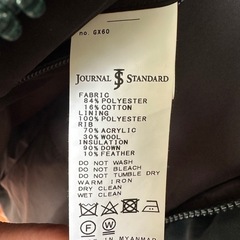 no. GX60
JOURNAL JS STANDARD
FABRIC
84% POLYESTER
16% COTTON
LINING
100% POLYESTER
RIB
70% ACRYLIC
30% WOOL
INSULATION
90% DOWN
10% FEATHER
DO NOT WASH
DO NOT BLEACH
DO NOT TUMBLE DRY
WARM IRON
DRY CLEAN
WET CLEAN
IN MYANMAR